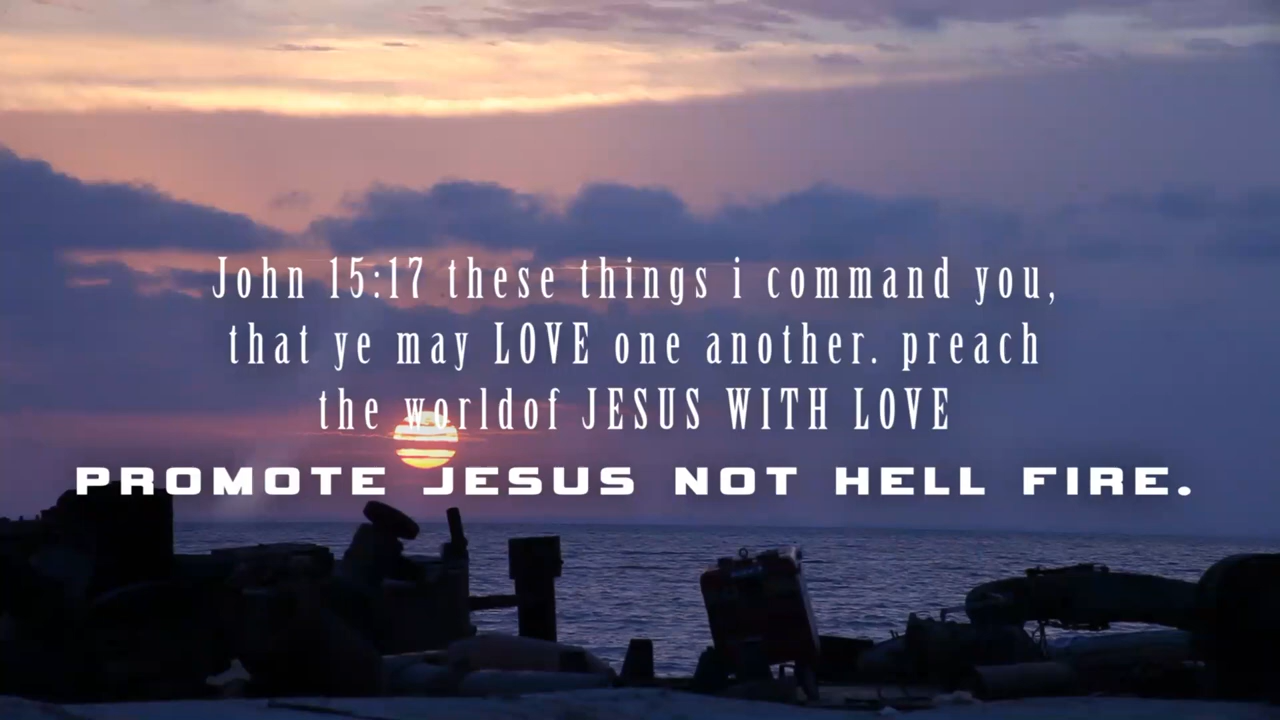 John 15:17 these things i command you,
that ye may LOVE one another. preach
the worldof JESUS WITH LOVE
PROMOTE JESUS NOT HELL FIRE.